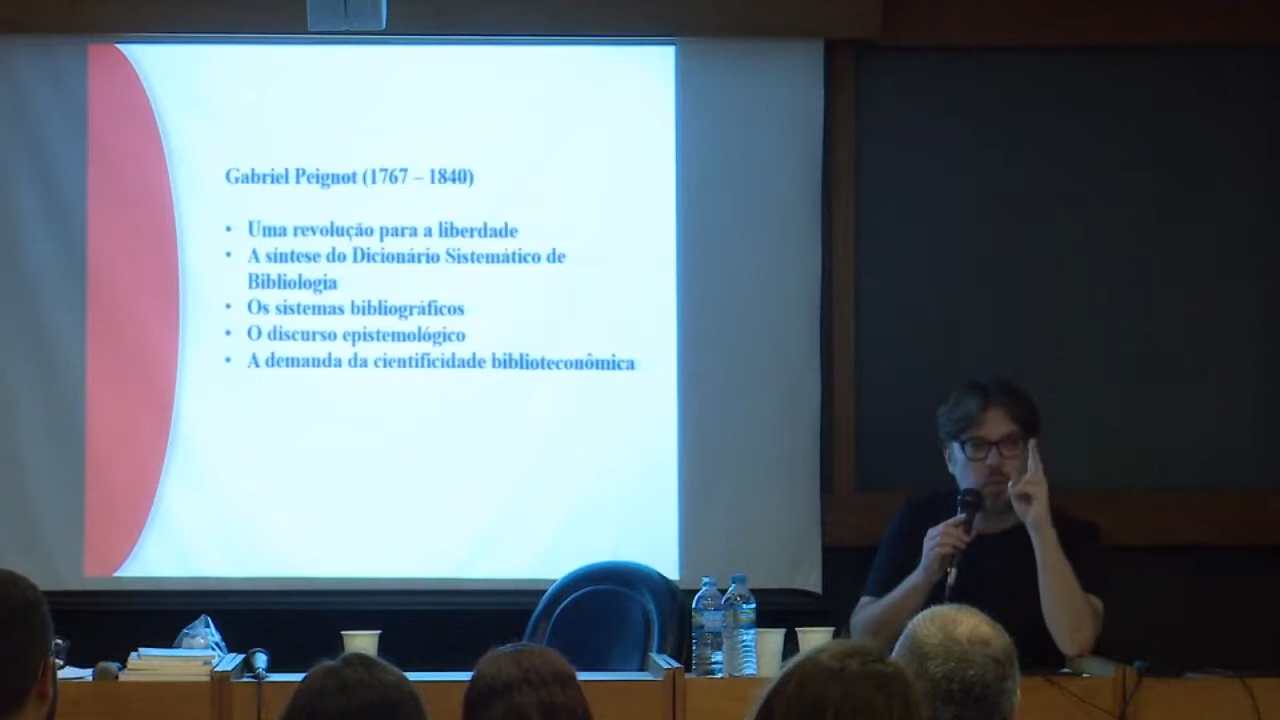 Gabriel Peignot (1767 – 1840)
• Uma revolução para a liberdade
• A síntese do Dicionário Sistemático de
Bibliologia
• Os sistemas bibliográficos
• O discurso epistemológico
• A demanda da cientificidade biblioteconômica